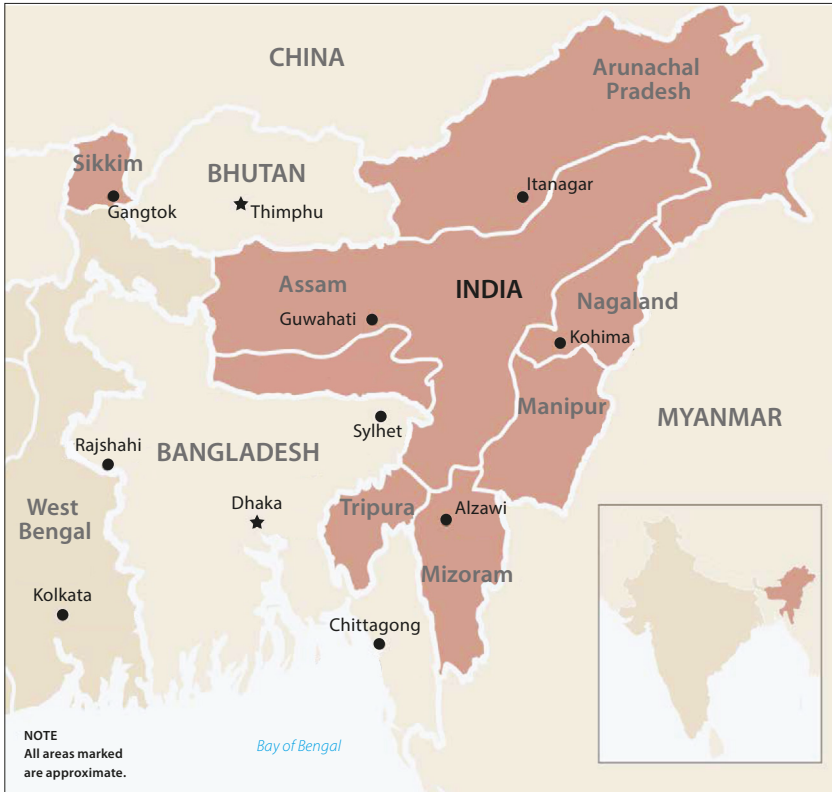 CHINA
Arunachal
Pradesh
Sikkim
BHUTAN
Itanagar
Gangtok
Thimphu
Assam
INDIA
Nagaland
Guwahati
Kohima
Manipur
MYANMAR
Sylhet
Rajshahi
BANGLADESH
West
Bengal
Dhaka
Tripura
Alzawi
Mizoram
Kolkata
Chittagong
NOTE
All areas marked
are approximate.
Bay of Bengal